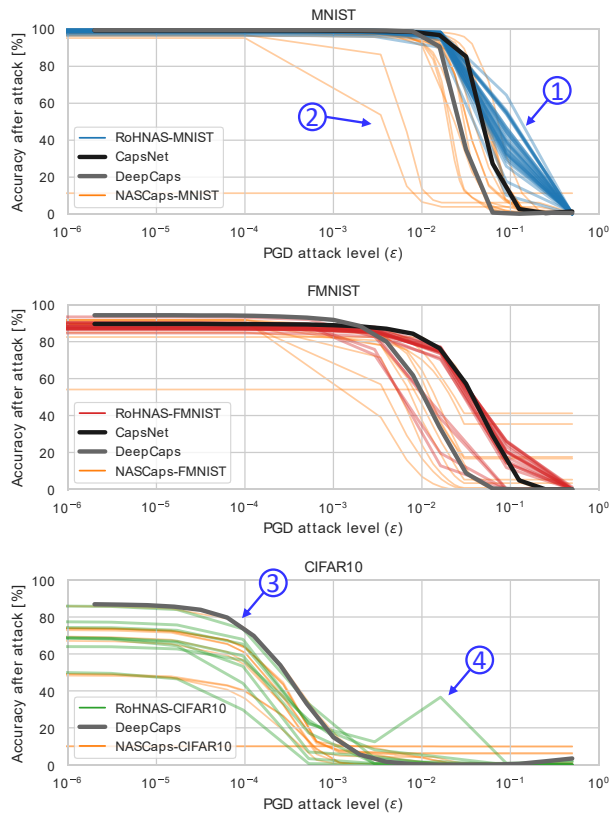 MNIST
Accuracy after attack [%]
100
80
60
40
20
0
1
2
RoHNAS-MNIST
CapsNet
DeepCaps
NASCaps-MNIST
10⁻⁶ 10⁻⁵ 10⁻⁴ 10⁻³ 10⁻² 10⁻¹ 10⁰
PGD attack level (ε)
FMNIST
Accuracy after attack [%]
100
80
60
40
20
0
RoHNAS-FMNIST
CapsNet
DeepCaps
NASCaps-FMNIST
10⁻⁶ 10⁻⁵ 10⁻⁴ 10⁻³ 10⁻² 10⁻¹ 10⁰
PGD attack level (ε)
CIFAR10
Accuracy after attack [%]
100
80
60
40
20
0
3
4
RoHNAS-CIFAR10
DeepCaps
NASCaps-CIFAR10
10⁻⁶ 10⁻⁵ 10⁻⁴ 10⁻³ 10⁻² 10⁻¹ 10⁰
PGD attack level (ε)